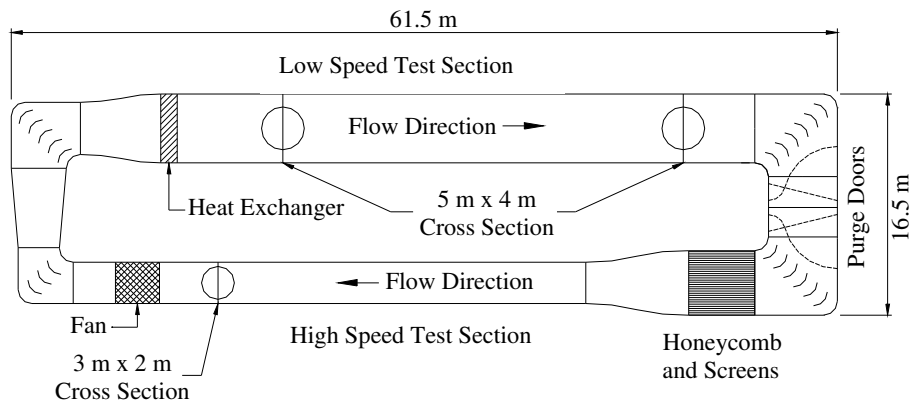 61.5 m
Low Speed Test Section
Flow Direction
Heat Exchanger
5 m x 4 m
Cross Section
Purge Doors
16.5 m
Flow Direction
Fan
High Speed Test Section
3 m x 2 m
Cross Section
Honeycomb
and Screens